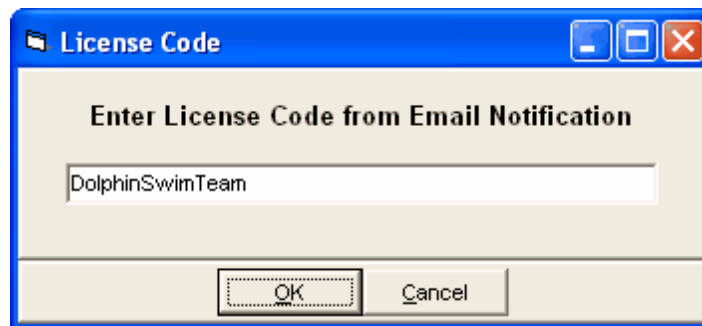 License Code
Enter License Code from Email Notification
DolphinSwimTeam
OK Cancel